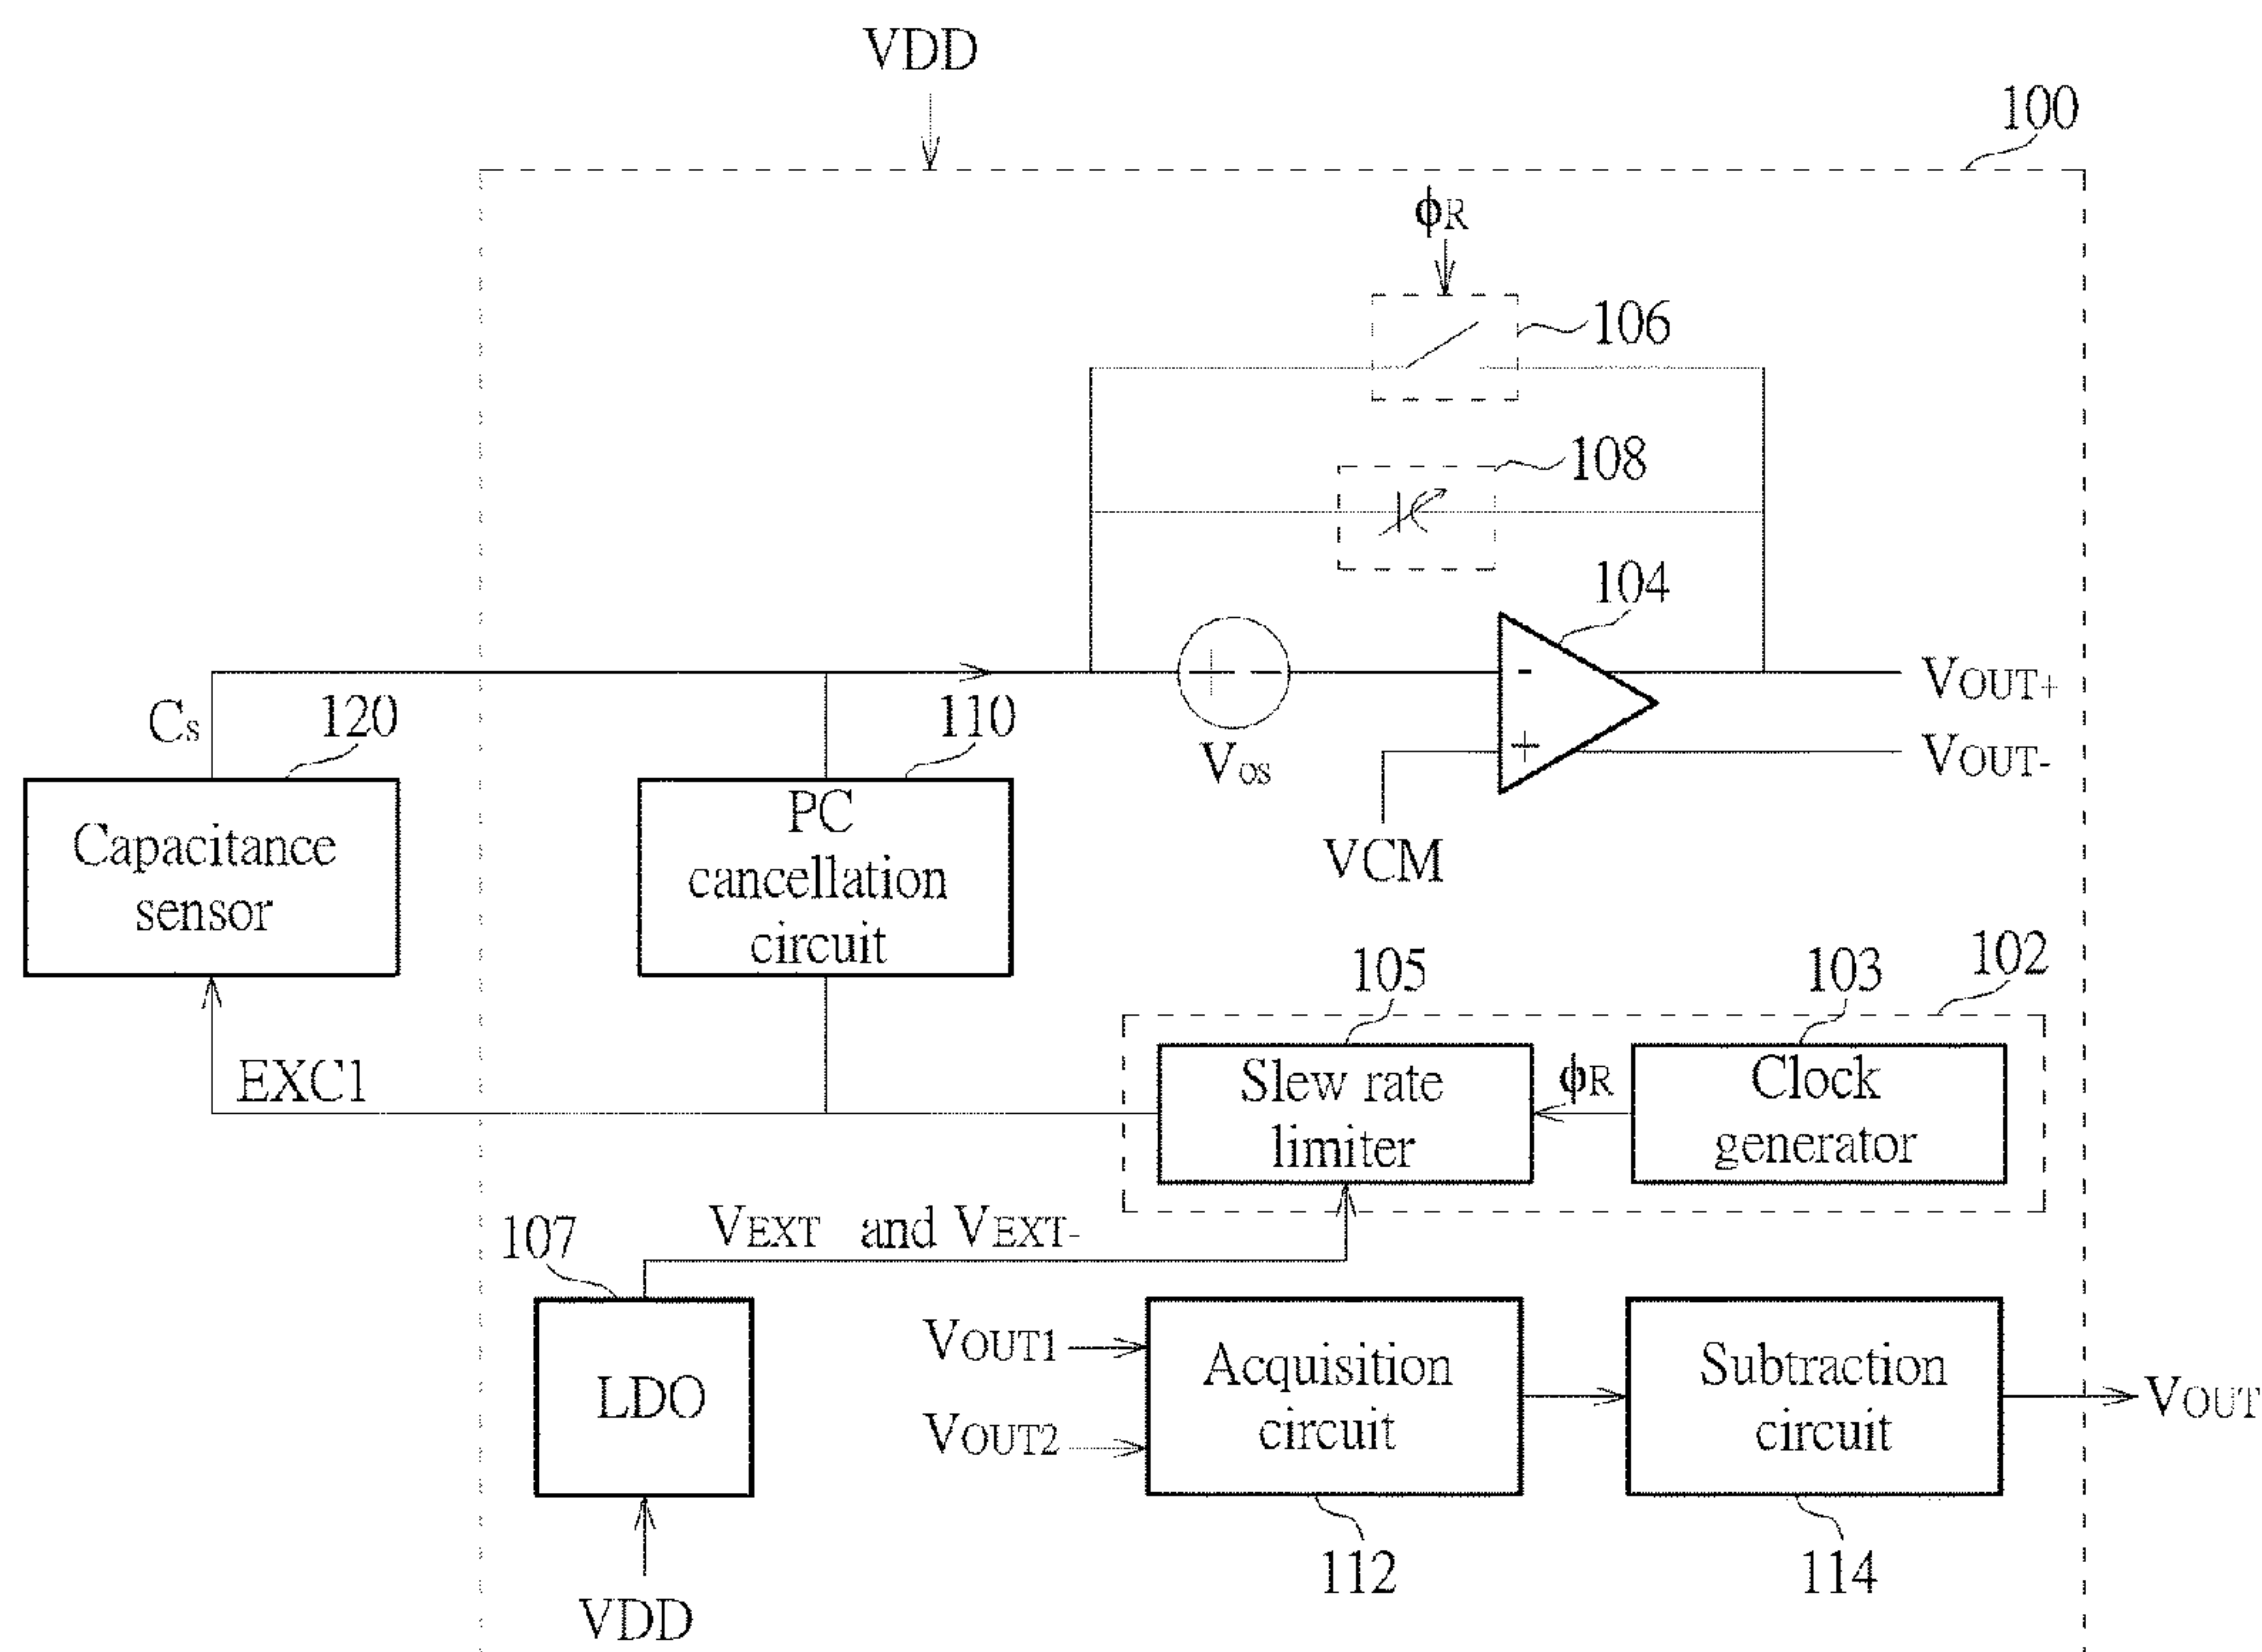 VDD
100
ϕR
106
108
104
Cs
120
110
VOUT+
VOUT-
Vos
VCM
Capacitance
sensor
PC
cancellation
circuit
EXC1
105
103
102
Slew rate
limiter
ϕR
Clock
generator
107
VEXT and VEXT-
LDO
VDD
VOUT1
VOUT2
Acquisition
circuit
Subtraction
circuit
VOUT
112
114
+
-
-
+